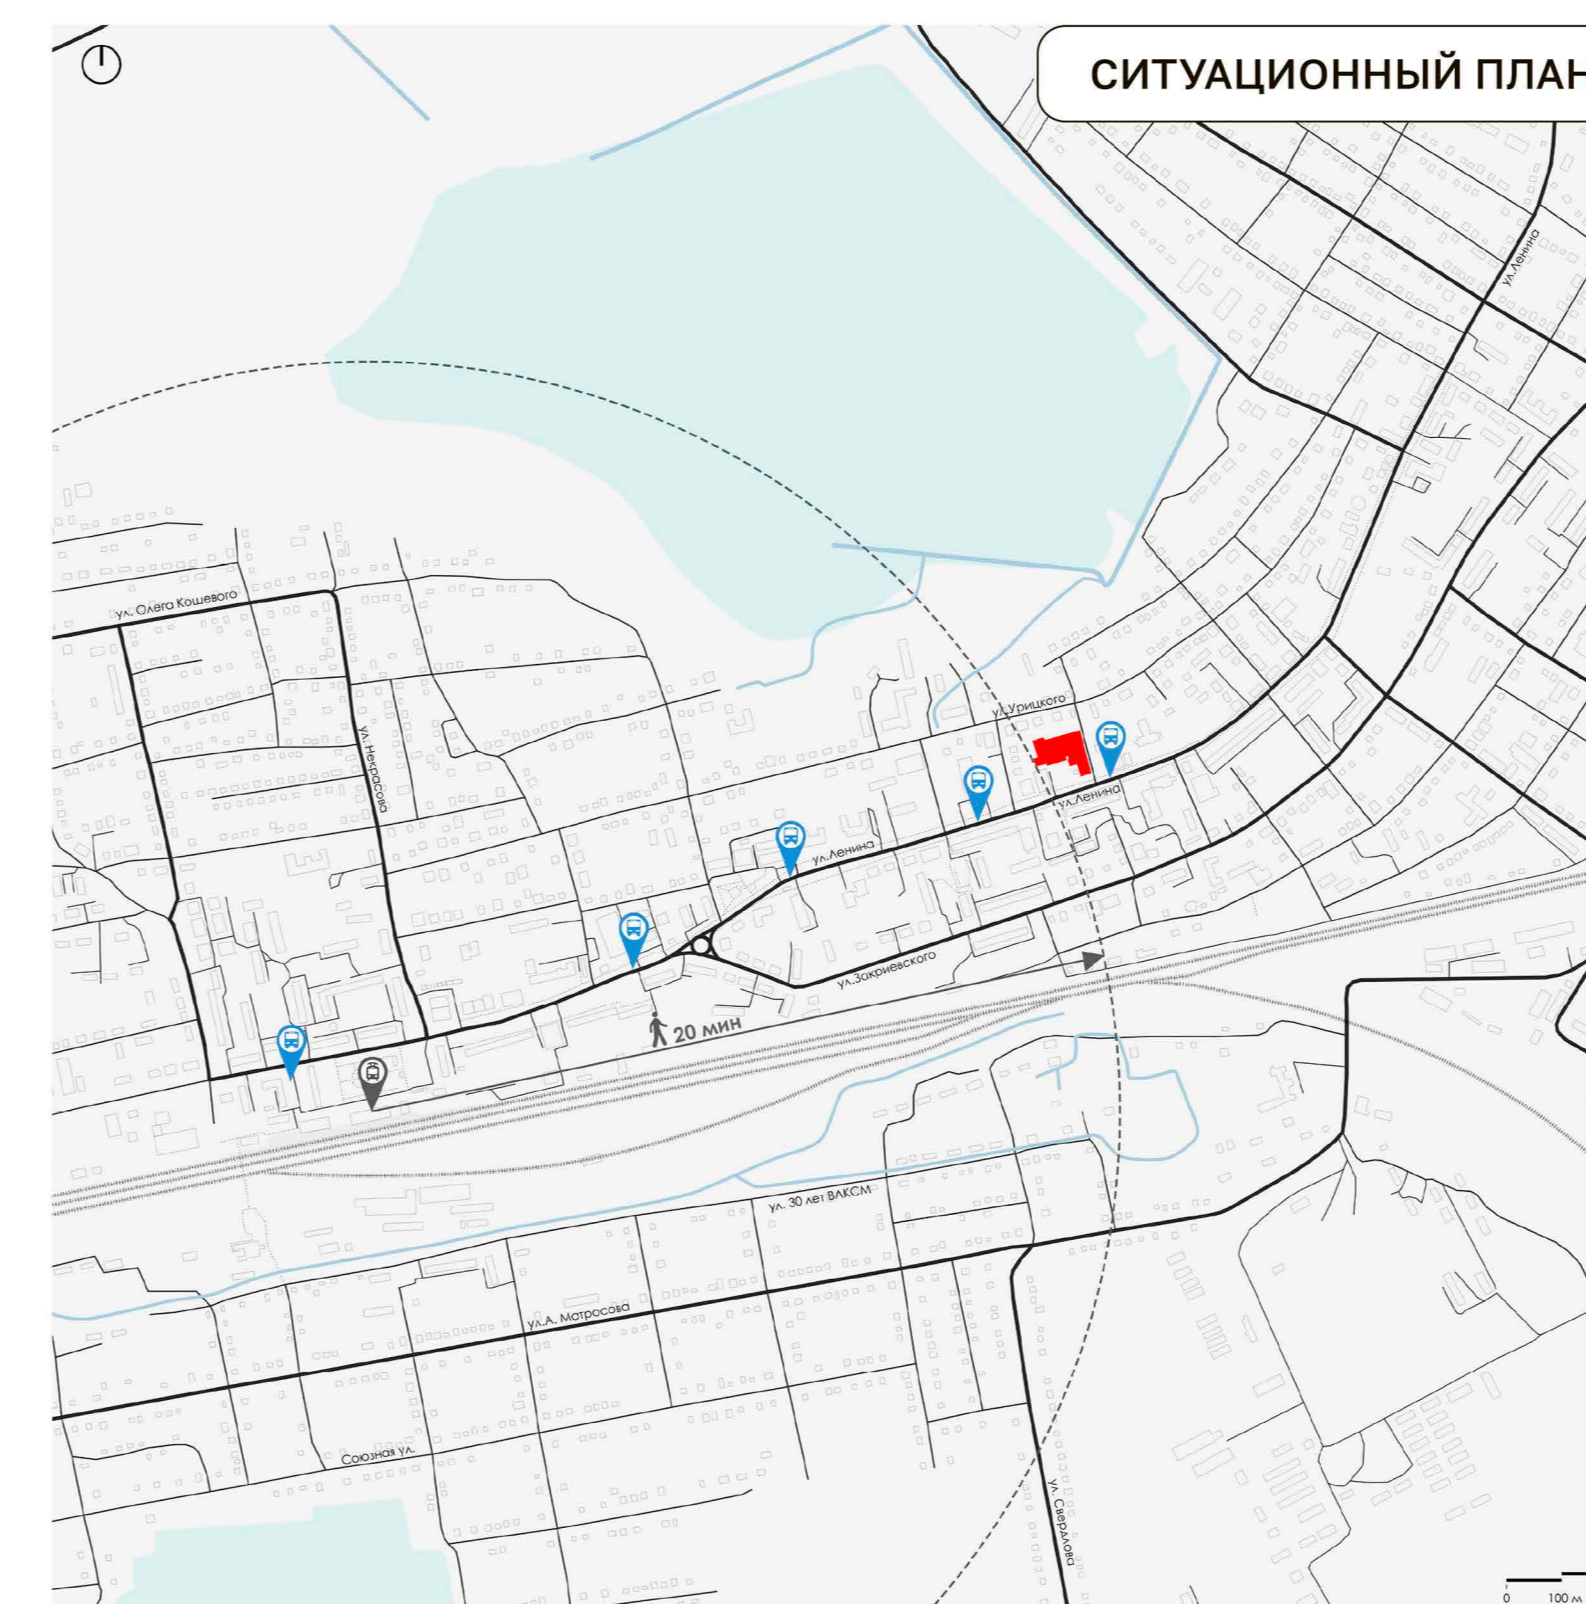 СИТУАЦИОННЫЙ ПЛАН
ул.Ленина
ул. Олега Кошевого
ул. Некрасова
ул.Урицкого
ул.Ленина
ул.Ленина
ул.Закриевского
20 мин
ул. 30 лет ВЛКСМ
ул.А. Матросова
Союзная ул.
ул. Свердлова
0 100 м